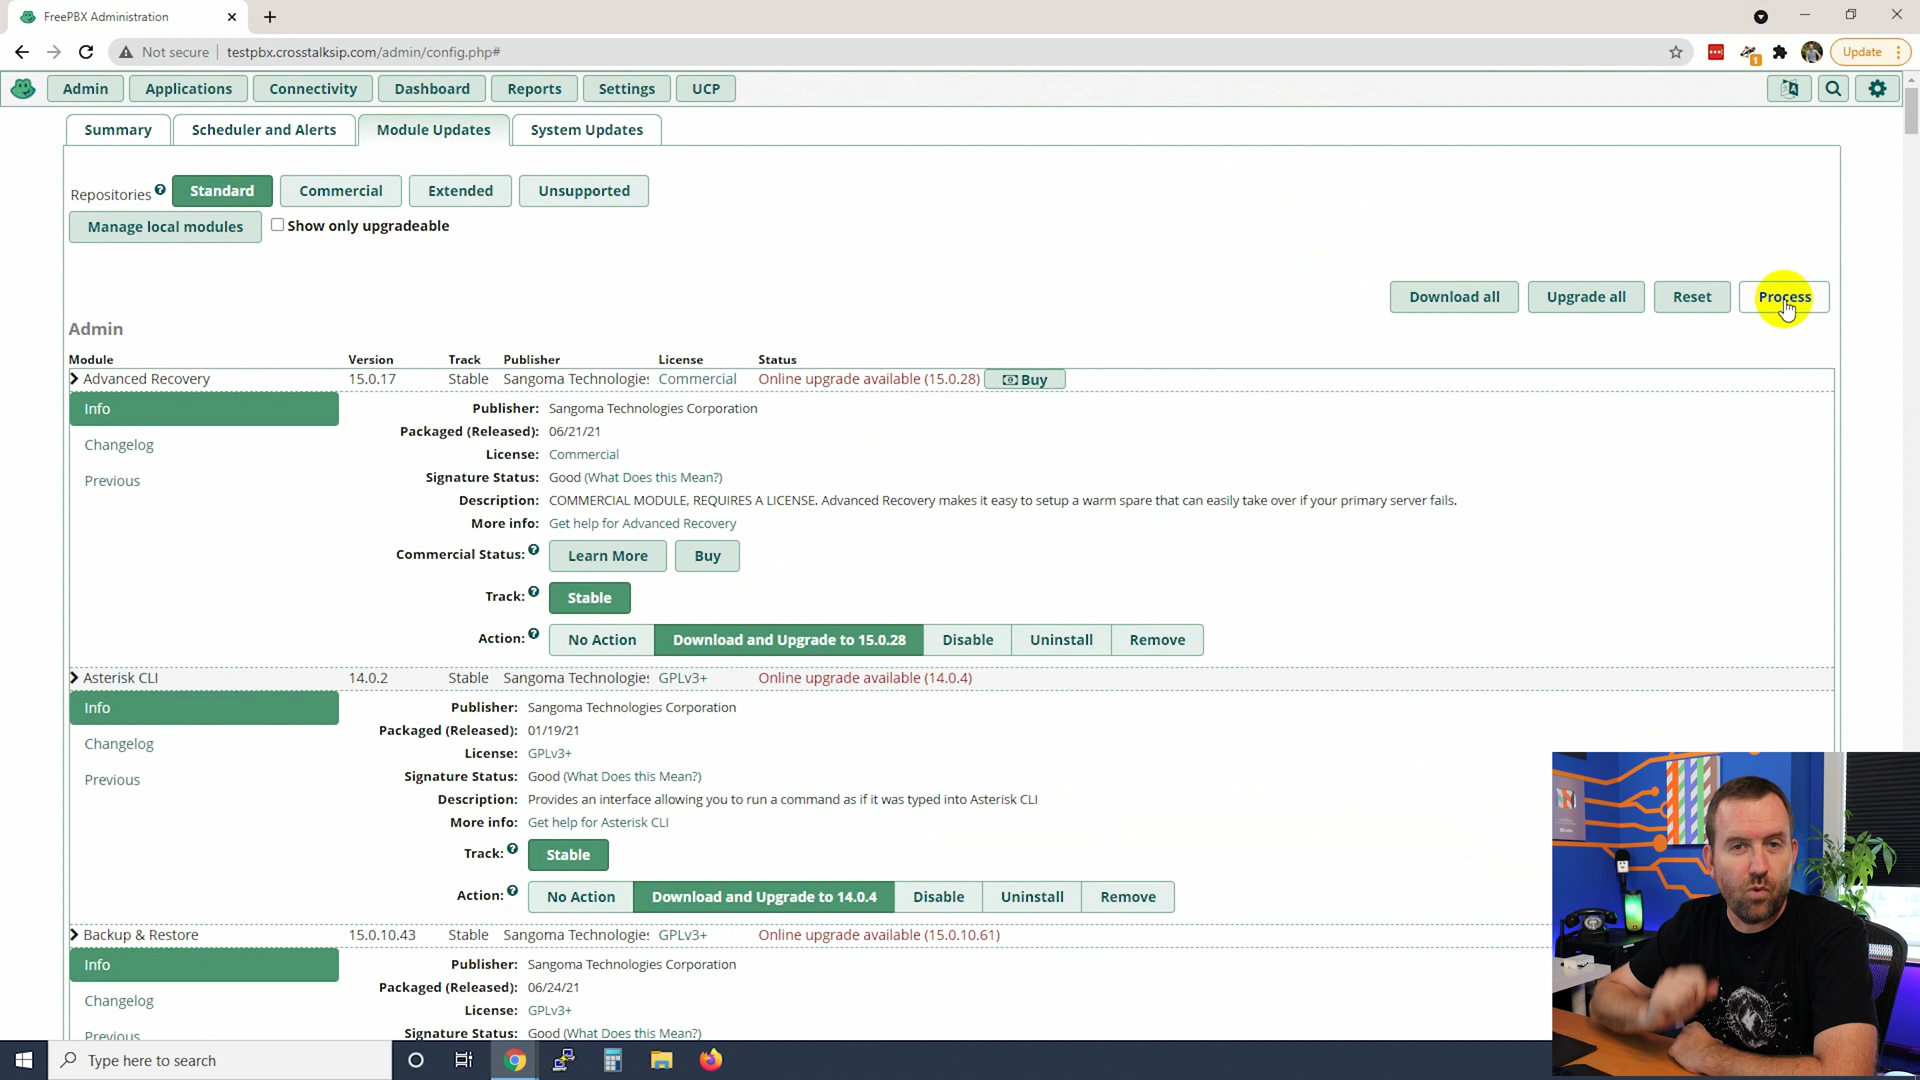 FreePBX Administration
Not secure testpbx.crosstalksip.com/admin/config.php# 1 Update
Admin Applications Connectivity Dashboard Reports Settings UCP
Summary Scheduler and Alerts Module Updates System Updates
Repositories Standard Commercial Extended Unsupported
Manage local modules Show only upgradeable
Download all Upgrade all Reset Process
Admin
Module Version Track Publisher License Status
Advanced Recovery 15.0.17 Stable Sangoma Technologies Commercial Online upgrade available (15.0.28) Buy
Info
Changelog
Previous
Publisher: Sangoma Technologies Corporation
Packaged (Released): 06/21/21
License: Commercial
Signature Status: Good (What Does this Mean?)
Description: COMMERCIAL MODULE, REQUIRES A LICENSE. Advanced Recovery makes it easy to setup a warm spare that can easily take over if your primary server fails.
More info: Get help for Advanced Recovery
Commercial Status: Learn More Buy
Track: Stable
Action: No Action Download and Upgrade to 15.0.28 Disable Uninstall Remove
Asterisk CLI 14.0.2 Stable Sangoma Technologies GPLv3+ Online upgrade available (14.0.4)
Info
Changelog
Previous
Publisher: Sangoma Technologies Corporation
Packaged (Released): 01/19/21
License: GPLv3+
Signature Status: Good (What Does this Mean?)
Description: Provides an interface allowing you to run a command as if it was typed into Asterisk CLI
More info: Get help for Asterisk CLI
Track: Stable
Action: No Action Download and Upgrade to 14.0.4 Disable Uninstall Remove
Backup & Restore 15.0.10.43 Stable Sangoma Technologies GPLv3+ Online upgrade available (15.0.10.61)
Info
Changelog
Previous
Publisher: Sangoma Technologies Corporation
Packaged (Released): 06/24/21
License: GPLv3+
Signature Status: Good (What Does this Mean?)
Type here to search